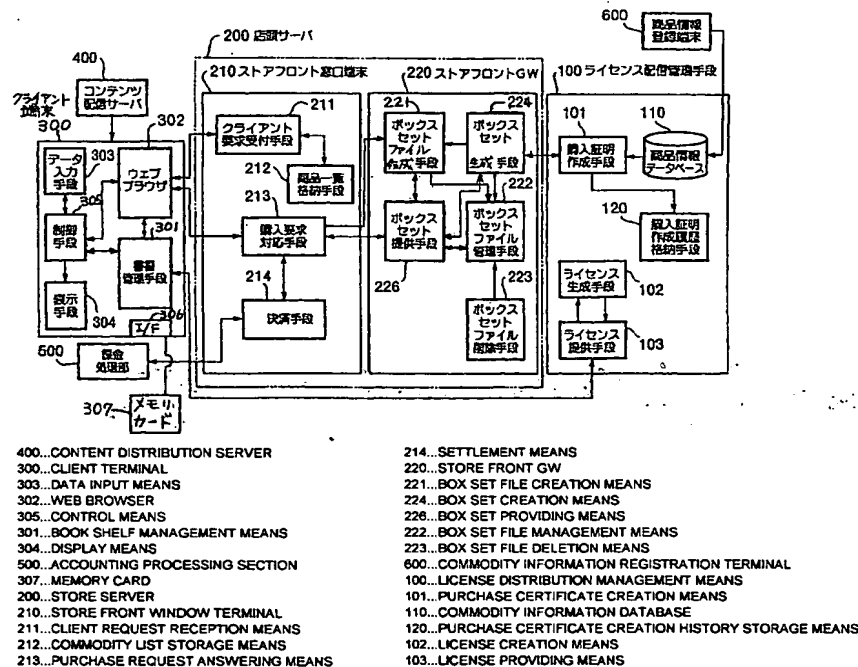 600
商品情報
登録端末
200 店頭サーバ
400
コンテンツ
配信サーバ
210 ストアフロント窓口端末
220 ストアフロントGW
100 ライセンス配信管理手段
クライアント
端末
300
302
211
221
224
101
110
データ
入力
手段
303
ウェブ
ブラウザ
クライアント
要求受付手段
ボックス
セット
ファイル
作成手段
ボックス
セット
生成手段
購入証明
作成手段
商品情報
データベース
212
商品一覧
格納手段
305
213
222
制御
手段
301
購入要求
対応手段
ボックス
セット提
供手段
ボックス
セット
ファイル
管理手段
120
購入証明
作成履歴
格納手段
書棚
管理手段
226
223
ライセンス
生成手段
102
214
表示
手段
304
決済手段
ボックス
セット
ファイル
削除手段
I/F
306
ライセンス
提供手段
103
500
課金
処理部
307
メモリ
カード
400...CONTENT DISTRIBUTION SERVER
300...CLIENT TERMINAL
303...DATA INPUT MEANS
302...WEB BROWSER
305...CONTROL MEANS
301...BOOK SHELF MANAGEMENT MEANS
304...DISPLAY MEANS
500...ACCOUNTING PROCESSING SECTION
307...MEMORY CARD
200...STORE SERVER
210...STORE FRONT WINDOW TERMINAL
211...CLIENT REQUEST RECEPTION MEANS
212...COMMODITY LIST STORAGE MEANS
213...PURCHASE REQUEST ANSWERING MEANS
214...SETTLEMENT MEANS
220...STORE FRONT GW
221...BOX SET FILE CREATION MEANS
224...BOX SET CREATION MEANS
226...BOX SET PROVIDING MEANS
222...BOX SET FILE MANAGEMENT MEANS
223...BOX SET FILE DELETION MEANS
600...COMMODITY INFORMATION REGISTRATION TERMINAL
100...LICENSE DISTRIBUTION MANAGEMENT MEANS
101...PURCHASE CERTIFICATE CREATION MEANS
110...COMMODITY INFORMATION DATABASE
120...PURCHASE CERTIFICATE CREATION HISTORY STORAGE MEANS
102...LICENSE CREATION MEANS
103...LICENSE PROVIDING MEANS